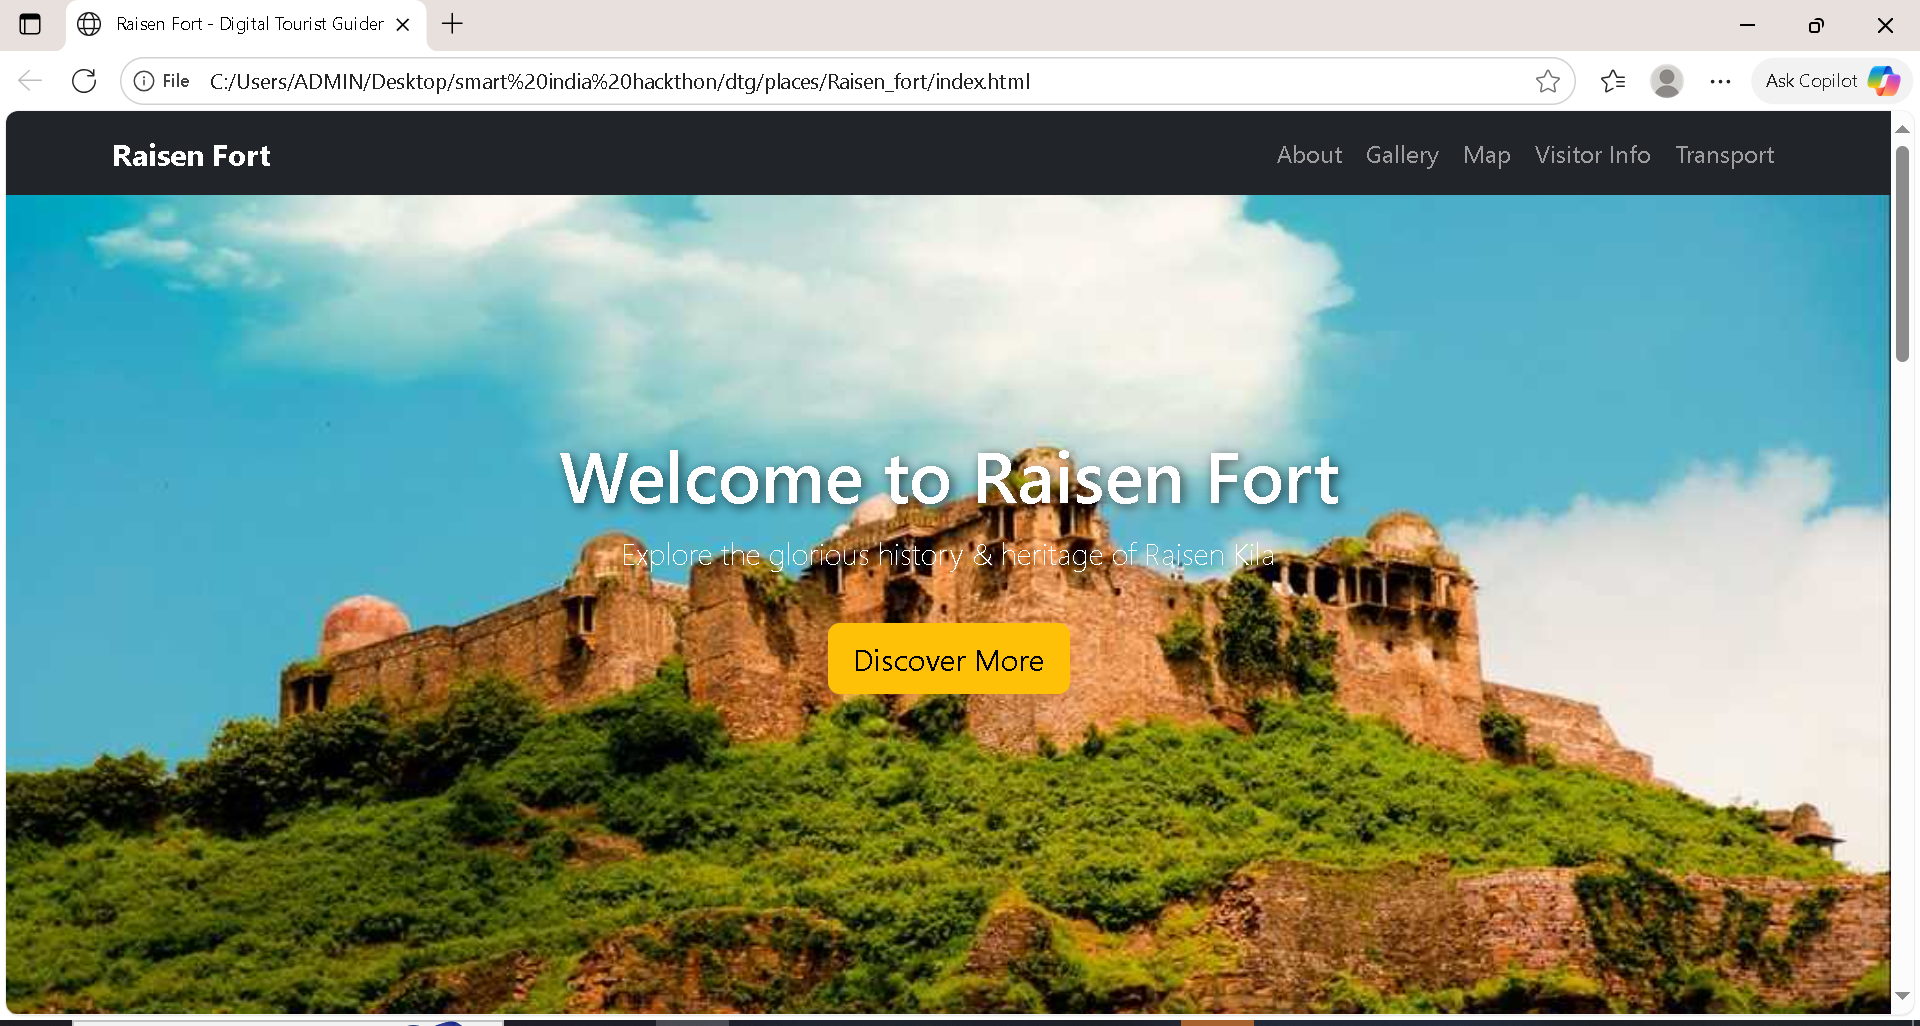 Raisen Fort - Digital Tourist Guider
File C:/Users/ADMIN/Desktop/smart%20india%20hackthon/dtg/places/Raisen_fort/index.html
Ask Copilot
Raisen Fort
About Gallery Map Visitor Info Transport
Welcome to Raisen Fort
Explore the glorious history & heritage of Raisen Kila
Discover More